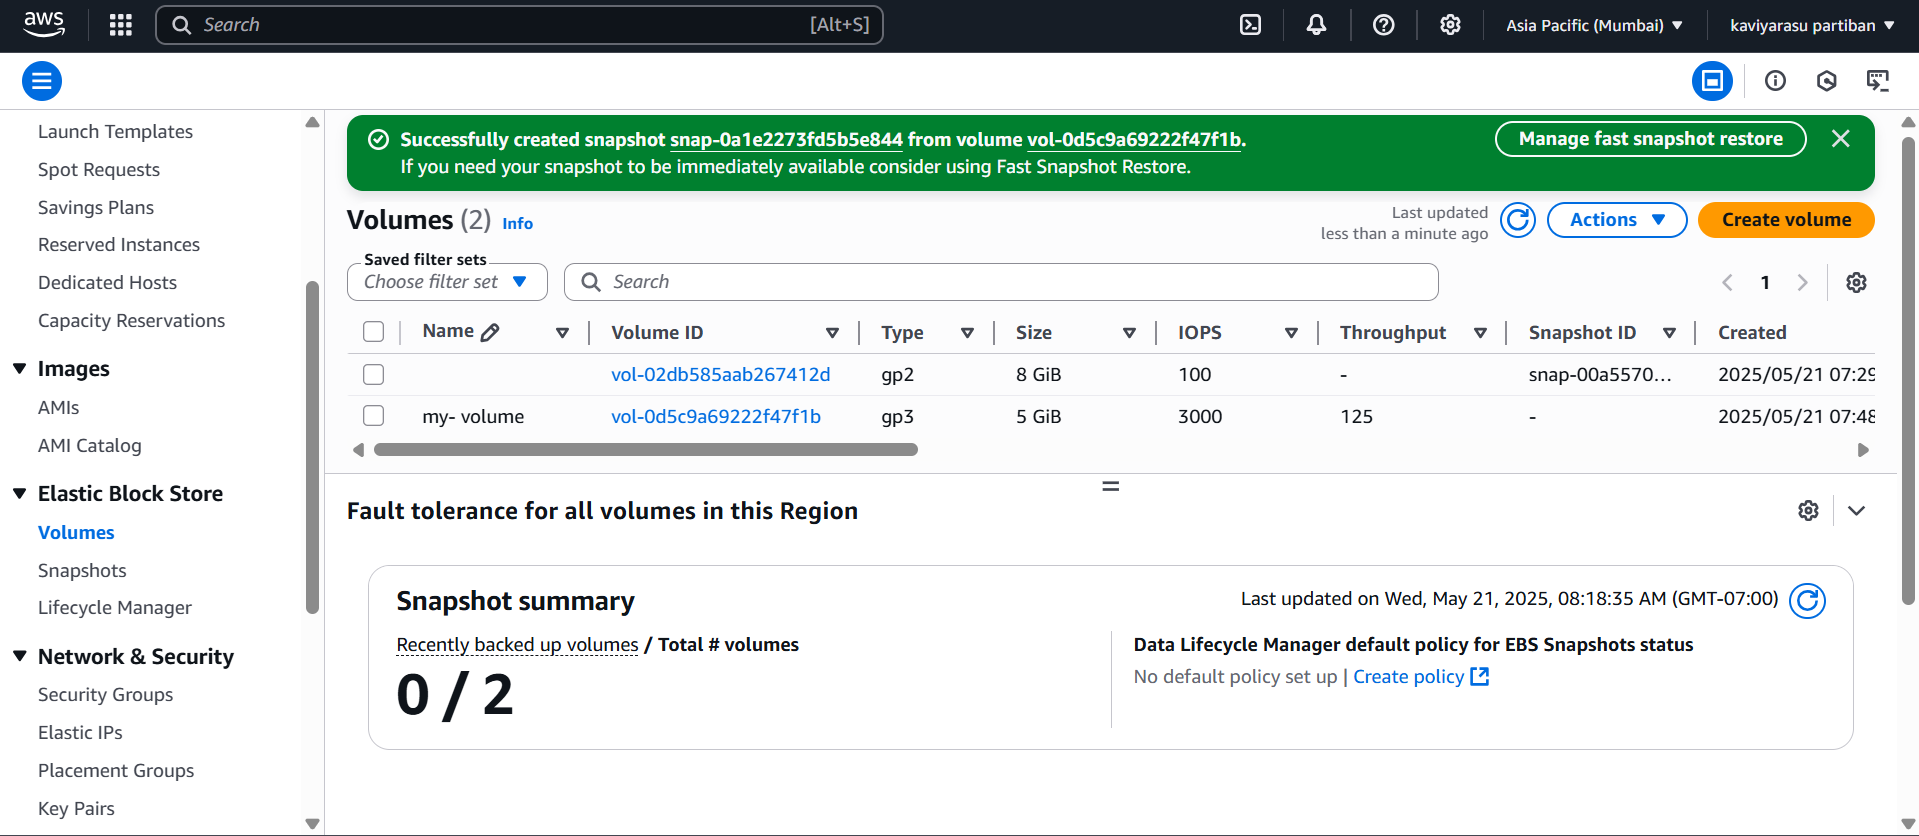 aws
Search [Alt+S]
Asia Pacific (Mumbai)
kaviyarasu partiban
Launch Templates
Spot Requests
Savings Plans
Reserved Instances
Dedicated Hosts
Capacity Reservations
Images
AMIs
AMI Catalog
Elastic Block Store
Volumes
Snapshots
Lifecycle Manager
Network & Security
Security Groups
Elastic IPs
Placement Groups
Key Pairs
Successfully created snapshot snap-0a1e2273fd5b5e844 from volume vol-0d5c9a69222f47f1b.
If you need your snapshot to be immediately available consider using Fast Snapshot Restore.
Manage fast snapshot restore
Volumes (2) Info
Last updated
less than a minute ago
Actions
Create volume
Saved filter sets
Choose filter set
Search
1
Name Volume ID Type Size IOPS Throughput Snapshot ID Created
vol-02db585aab267412d gp2 8 GiB 100 - snap-00a5570... 2025/05/21 07:29
my- volume vol-0d5c9a69222f47f1b gp3 5 GiB 3000 125 - 2025/05/21 07:48
Fault tolerance for all volumes in this Region
Snapshot summary
Last updated on Wed, May 21, 2025, 08:18:35 AM (GMT-07:00)
Recently backed up volumes / Total # volumes
0 / 2
Data Lifecycle Manager default policy for EBS Snapshots status
No default policy set up | Create policy